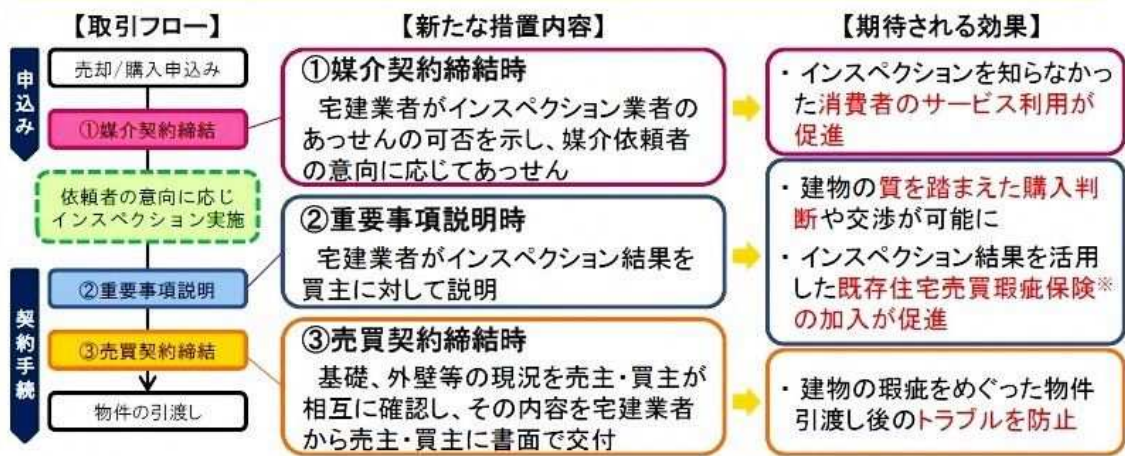 【取引フロー】
【新たな措置内容】
【期待される効果】
申込み
売却/購入申込み
①媒介契約締結
依頼者の意向に応じ
インスペクション実施
契約手続
②重要事項説明
③売買契約締結
物件の引渡し
①媒介契約締結時
宅建業者がインスペクション業者の
あっせんの可否を示し、媒介依頼者
の意向に応じてあっせん
②重要事項説明時
宅建業者がインスペクション結果を
買主に対して説明
③売買契約締結時
基礎、外壁等の現況を売主・買主が
相互に確認し、その内容を宅建業者
から売主・買主に書面で交付
・インスペクションを知らなかっ
た消費者のサービス利用が
促進
・建物の質を踏まえた購入判
断や交渉が可能に
・インスペクション結果を活用
した既存住宅売買瑕疵保険※
の加入が促進
・建物の瑕疵をめぐった物件
引渡し後のトラブルを防止